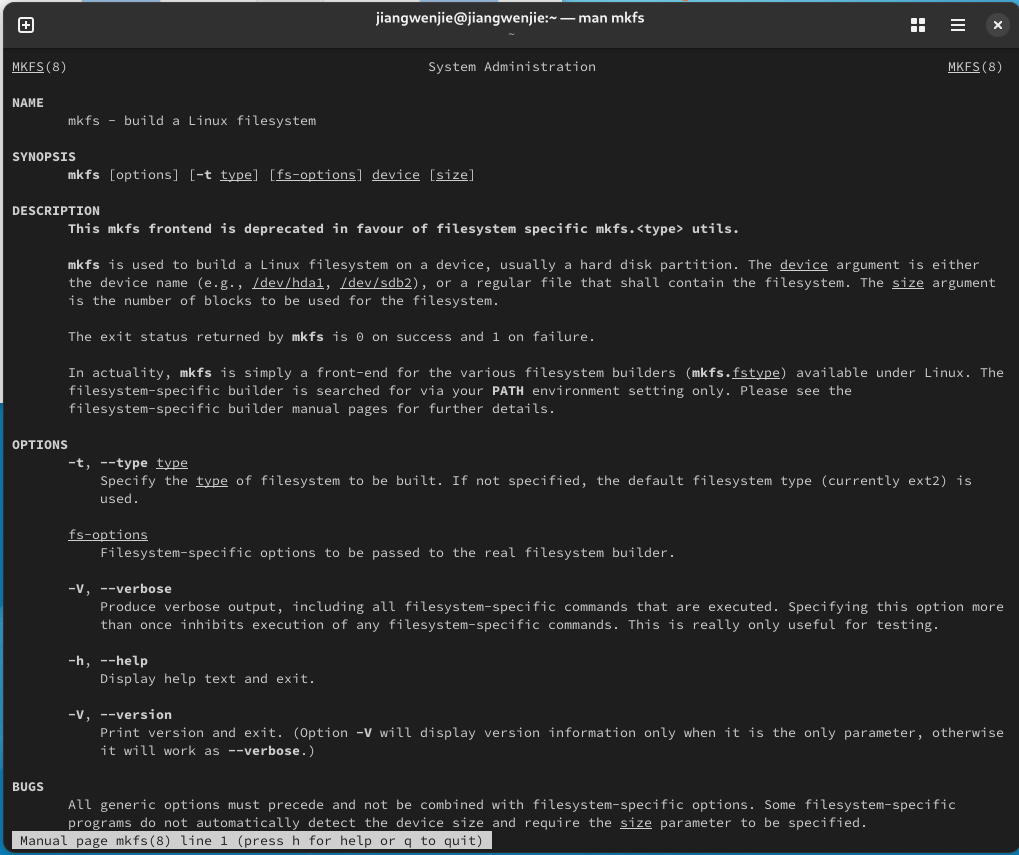 jiangwenjie@jiangwenjie:~ — man mkfs
~
MKFS(8) System Administration MKFS(8)
NAME
mkfs - build a Linux filesystem
SYNOPSIS
mkfs [options] [-t type] [fs-options] device [size]
DESCRIPTION
This mkfs frontend is deprecated in favour of filesystem specific mkfs.<type> utils.
mkfs is used to build a Linux filesystem on a device, usually a hard disk partition. The device argument is either
the device name (e.g., /dev/hda1, /dev/sdb2), or a regular file that shall contain the filesystem. The size argument
is the number of blocks to be used for the filesystem.
The exit status returned by mkfs is 0 on success and 1 on failure.
In actuality, mkfs is simply a front-end for the various filesystem builders (mkfs.fstype) available under Linux. The
filesystem-specific builder is searched for via your PATH environment setting only. Please see the
filesystem-specific builder manual pages for further details.
OPTIONS
-t, --type type
Specify the type of filesystem to be built. If not specified, the default filesystem type (currently ext2) is
used.
fs-options
Filesystem-specific options to be passed to the real filesystem builder.
-V, --verbose
Produce verbose output, including all filesystem-specific commands that are executed. Specifying this option more
than once inhibits execution of any filesystem-specific commands. This is really only useful for testing.
-h, --help
Display help text and exit.
-V, --version
Print version and exit. (Option -V will display version information only when it is the only parameter, otherwise
it will work as --verbose.)
BUGS
All generic options must precede and not be combined with filesystem-specific options. Some filesystem-specific
programs do not automatically detect the device size and require the size parameter to be specified.
Manual page mkfs(8) line 1 (press h for help or q to quit)